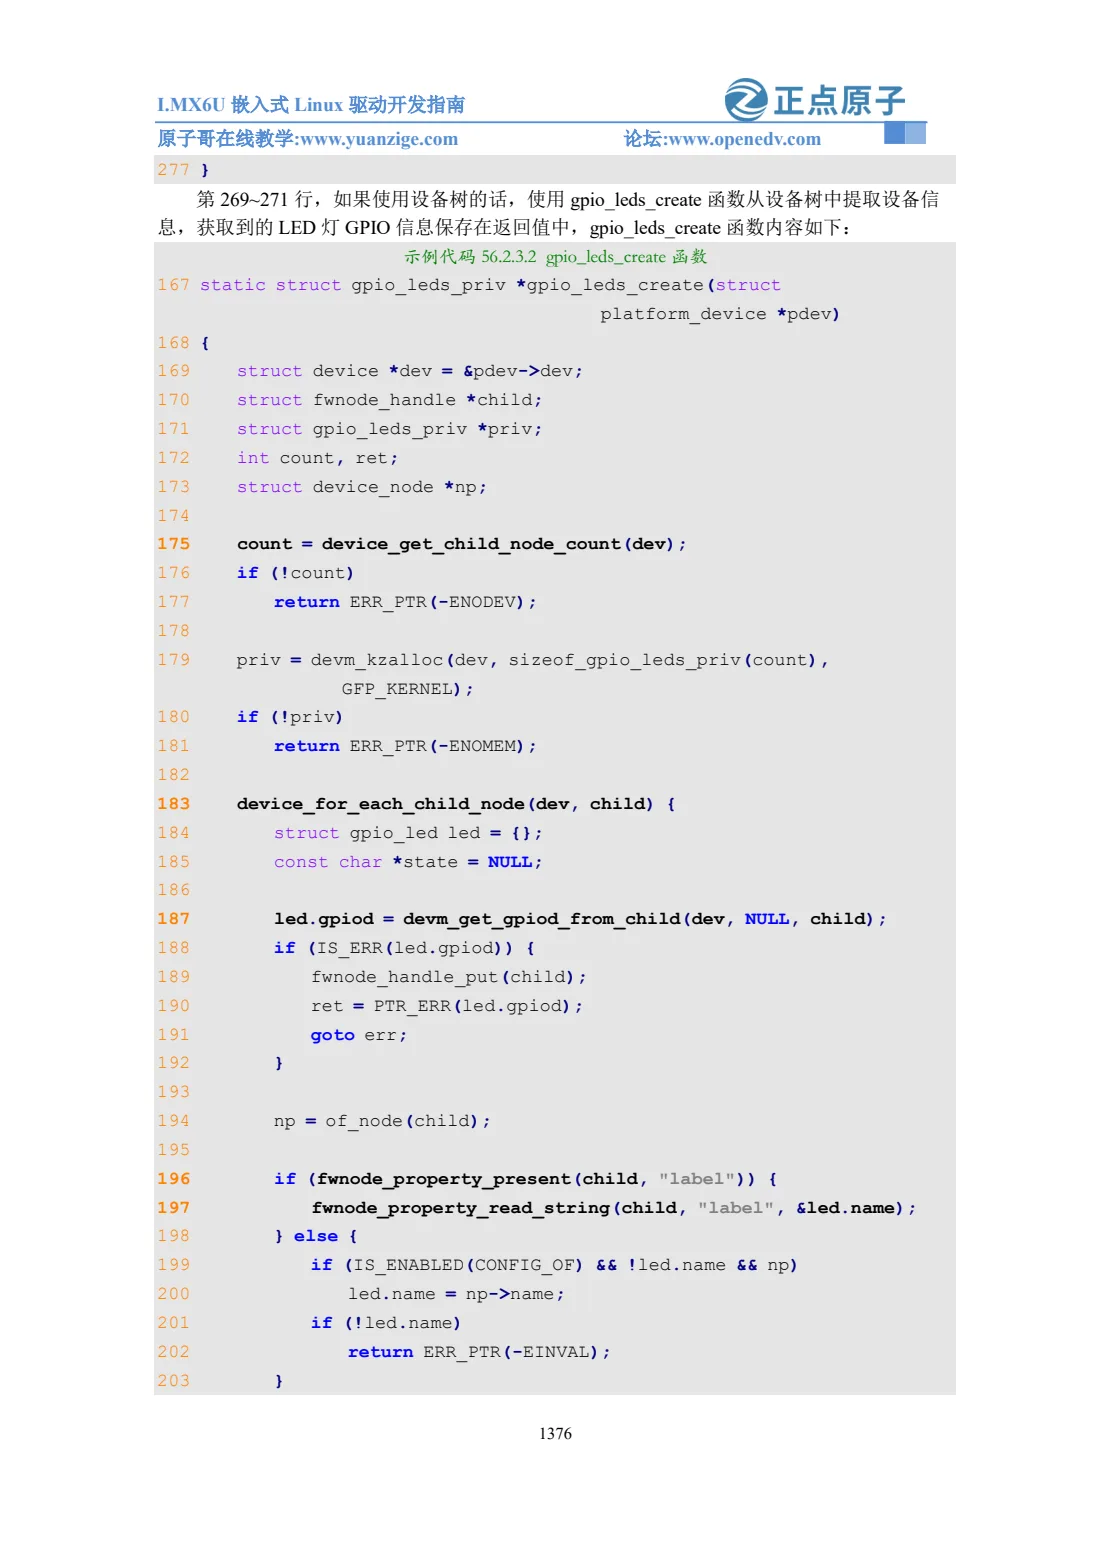 I.MX6U 嵌入式 Linux 驱动开发指南
正点原子
原子哥在线教学:www.yuanzige.com 论坛:www.openedv.com
277 }
第 269~271 行，如果使用设备树的话，使用 gpio_leds_create 函数从设备树中提取设备信
息，获取到的 LED 灯 GPIO 信息保存在返回值中，gpio_leds_create 函数内容如下：
示例代码 56.2.3.2 gpio_leds_create 函数
167 static struct gpio_leds_priv *gpio_leds_create(struct
platform_device *pdev)
168 {
169 struct device *dev = &pdev->dev;
170 struct fwnode_handle *child;
171 struct gpio_leds_priv *priv;
172 int count, ret;
173 struct device_node *np;
174
175 count = device_get_child_node_count(dev);
176 if (!count)
177 return ERR_PTR(-ENODEV);
178
179 priv = devm_kzalloc(dev, sizeof_gpio_leds_priv(count),
GFP_KERNEL);
180 if (!priv)
181 return ERR_PTR(-ENOMEM);
182
183 device_for_each_child_node(dev, child) {
184 struct gpio_led led = {};
185 const char *state = NULL;
186
187 led.gpiod = devm_get_gpiod_from_child(dev, NULL, child);
188 if (IS_ERR(led.gpiod)) {
189 fwnode_handle_put(child);
190 ret = PTR_ERR(led.gpiod);
191 goto err;
192 }
193
194 np = of_node(child);
195
196 if (fwnode_property_present(child, "label")) {
197 fwnode_property_read_string(child, "label", &led.name);
198 } else {
199 if (IS_ENABLED(CONFIG_OF) && !led.name && np)
200 led.name = np->name;
201 if (!led.name)
202 return ERR_PTR(-EINVAL);
203 }
1376